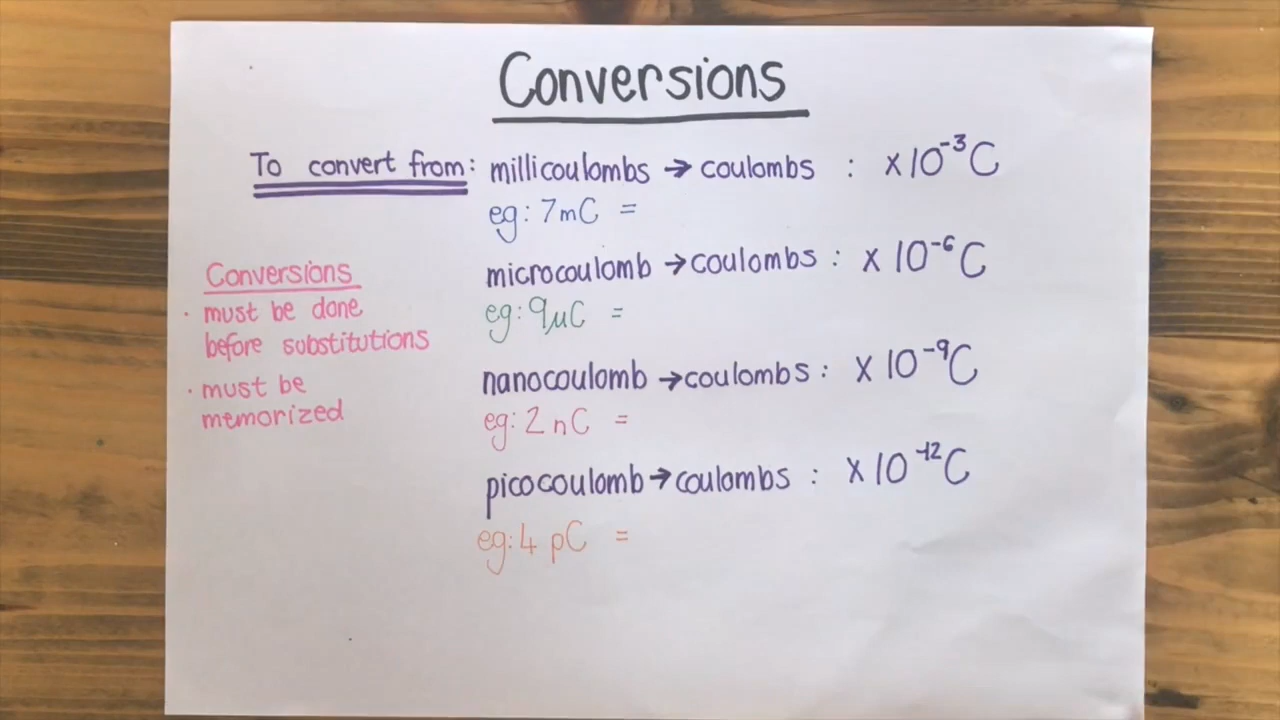 Conversions
To convert from: millicoulombs → coulombs : x10⁻³C
eg: 7mC =
microcoulomb → coulombs : x 10⁻⁶C
eg: 9μC =
nanocoulomb → coulombs : x 10⁻⁹C
eg: 2 nC =
picocoulomb → coulombs : x 10⁻¹²C
eg: 4 pC =
Conversions
· must be done
before substitutions
· must be
memorized